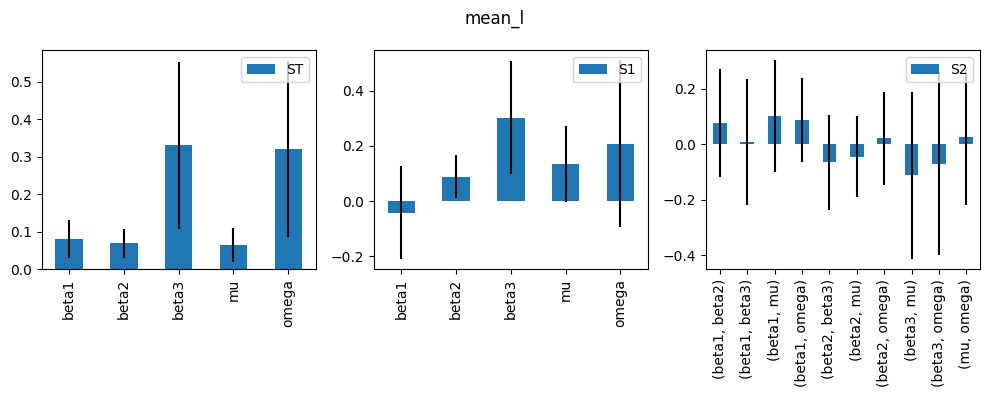 mean_l
ST
0.5
0.4
0.3
0.2
0.1
0.0
beta1
beta2
beta3
mu
omega
S1
0.4
0.2
0.0
−0.2
beta1
beta2
beta3
mu
omega
S2
0.2
0.0
−0.2
−0.4
(beta1, beta2)
(beta1, beta3)
(beta1, mu)
(beta1, omega)
(beta2, beta3)
(beta2, mu)
(beta2, omega)
(beta3, mu)
(beta3, omega)
(mu, omega)